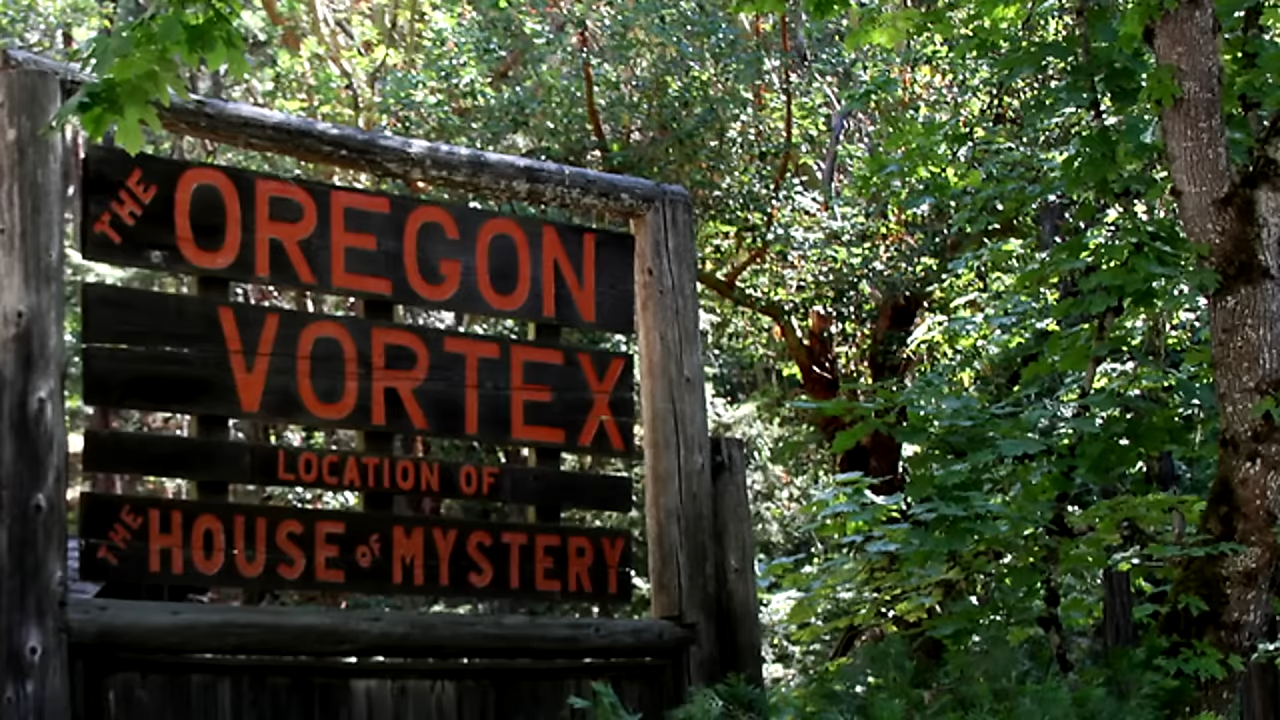 THE OREGON
VORTEX
LOCATION OF
THE HOUSE OF MYSTERY